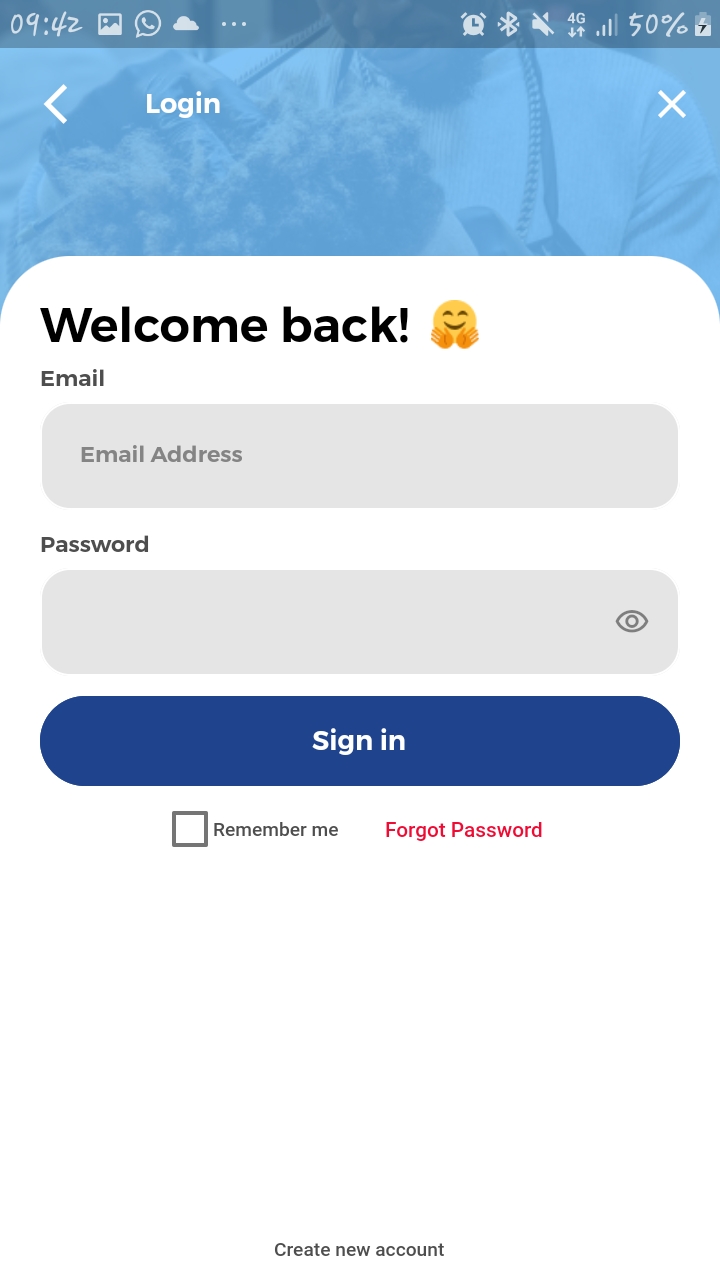 09:42 4G 50%
Login
Welcome back! 🤗
Email
Email Address
Password
Sign in
Remember me Forgot Password
Create new account